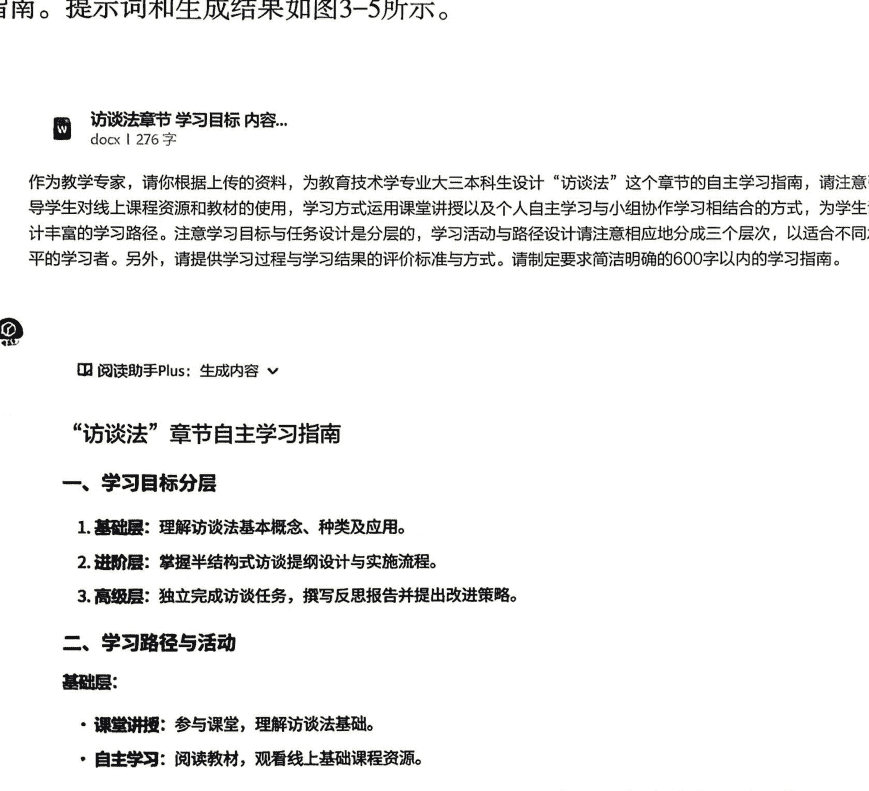 指南。提示词和生成结果如图3-5所示。
访谈法章节 学习目标 内容...
docx | 276 字
作为教学专家，请你根据上传的资料，为教育技术学专业大三本科生设计“访谈法”这个章节的自主学习指南，请注意
导学生对线上课程资源和教材的使用，学习方式运用课堂讲授以及个人自主学习与小组协作学习相结合的方式，为学生
计丰富的学习路径。注意学习目标与任务设计是分层的，学习活动与路径设计请注意相应地分成三个层次，以适合不同
平的学习者。另外，请提供学习过程与学习结果的评价标准与方式。请制定要求简洁明确的600字以内的学习指南。
阅读助手Plus：生成内容
“访谈法”章节自主学习指南
一、学习目标分层
1. 基础层：理解访谈法基本概念、种类及应用。
2. 进阶层：掌握半结构式访谈提纲设计与实施流程。
3. 高级层：独立完成访谈任务，撰写反思报告并提出改进策略。
二、学习路径与活动
基础层：
· 课堂讲授：参与课堂，理解访谈法基础。
· 自主学习：阅读教材，观看线上基础课程资源。